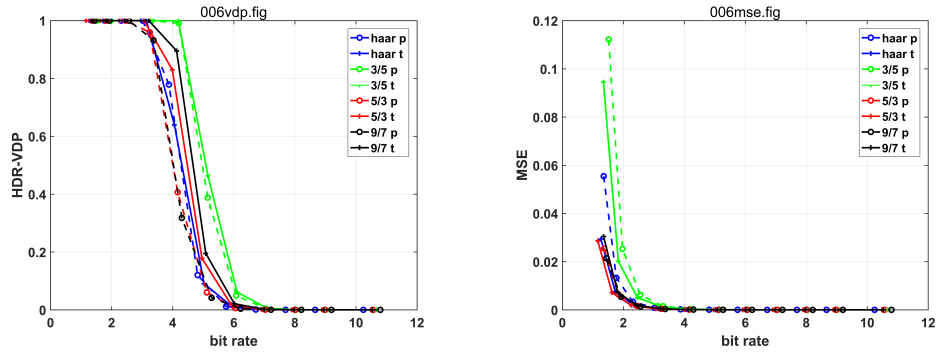 006vdp.fig
HDR-VDP
1
0.8
0.6
0.4
0.2
0
0 2 4 6 8 10 12
bit rate
haar p
haar t
3/5 p
3/5 t
5/3 p
5/3 t
9/7 p
9/7 t
006mse.fig
MSE
0.12
0.1
0.08
0.06
0.04
0.02
0
0 2 4 6 8 10 12
bit rate
haar p
haar t
3/5 p
3/5 t
5/3 p
5/3 t
9/7 p
9/7 t